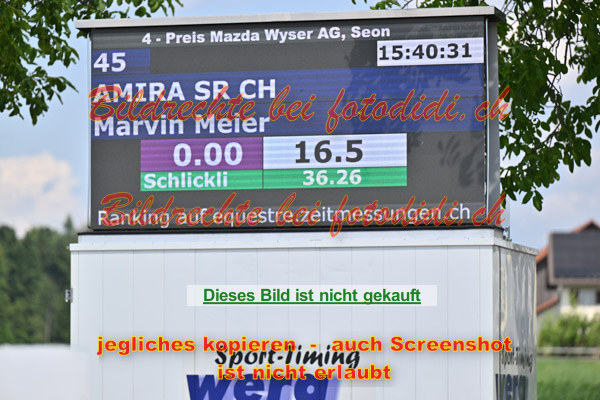 4 - Preis Mazda Wyser AG, Seon
15:40:31
45
AMIRA SR CH
Bildrechte bei fotodidi.ch
Marvin Meier
0.00 16.5
Schlickli 36.26
Bildrechte bei fotodidi.ch
Ranking auf equestre.zeitmessungen.ch
Dieses Bild ist nicht gekauft
jegliches kopieren - auch Screenshot
Sport-Timing
ist nicht erlaubt
werd